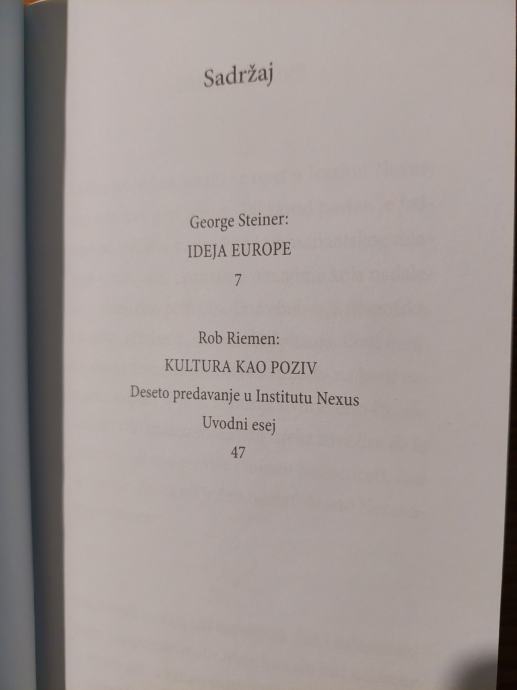 Sadržaj
George Steiner:
IDEJA EUROPE
7
Rob Riemen:
KULTURA KAO POZIV
Deseto predavanje u Institutu Nexus
Uvodni esej
47